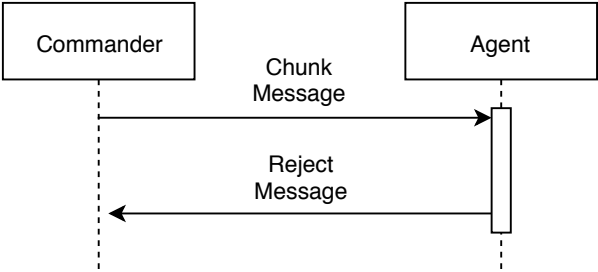 Commander
Agent
Chunk
Message
Reject
Message